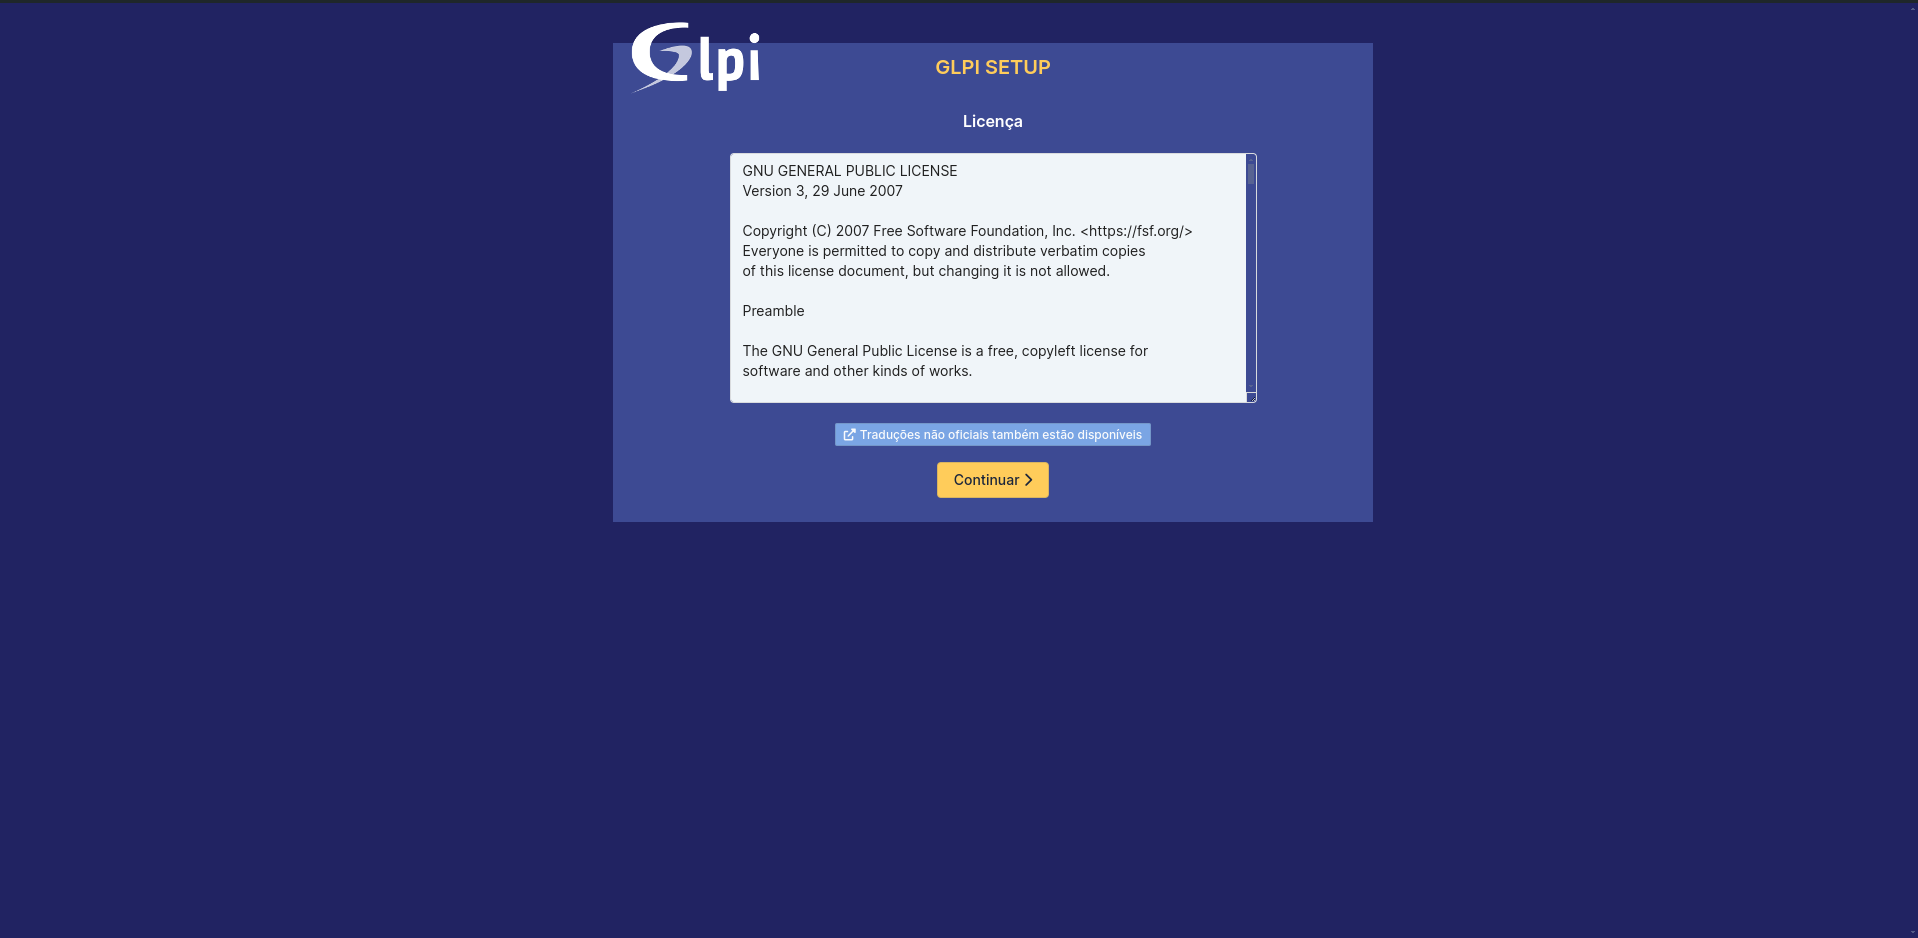 Glpi
GLPI SETUP
Licença
GNU GENERAL PUBLIC LICENSE
Version 3, 29 June 2007
Copyright (C) 2007 Free Software Foundation, Inc. <https://fsf.org/>
Everyone is permitted to copy and distribute verbatim copies
of this license document, but changing it is not allowed.
Preamble
The GNU General Public License is a free, copyleft license for
software and other kinds of works.
Traduções não oficiais também estão disponíveis
Continuar